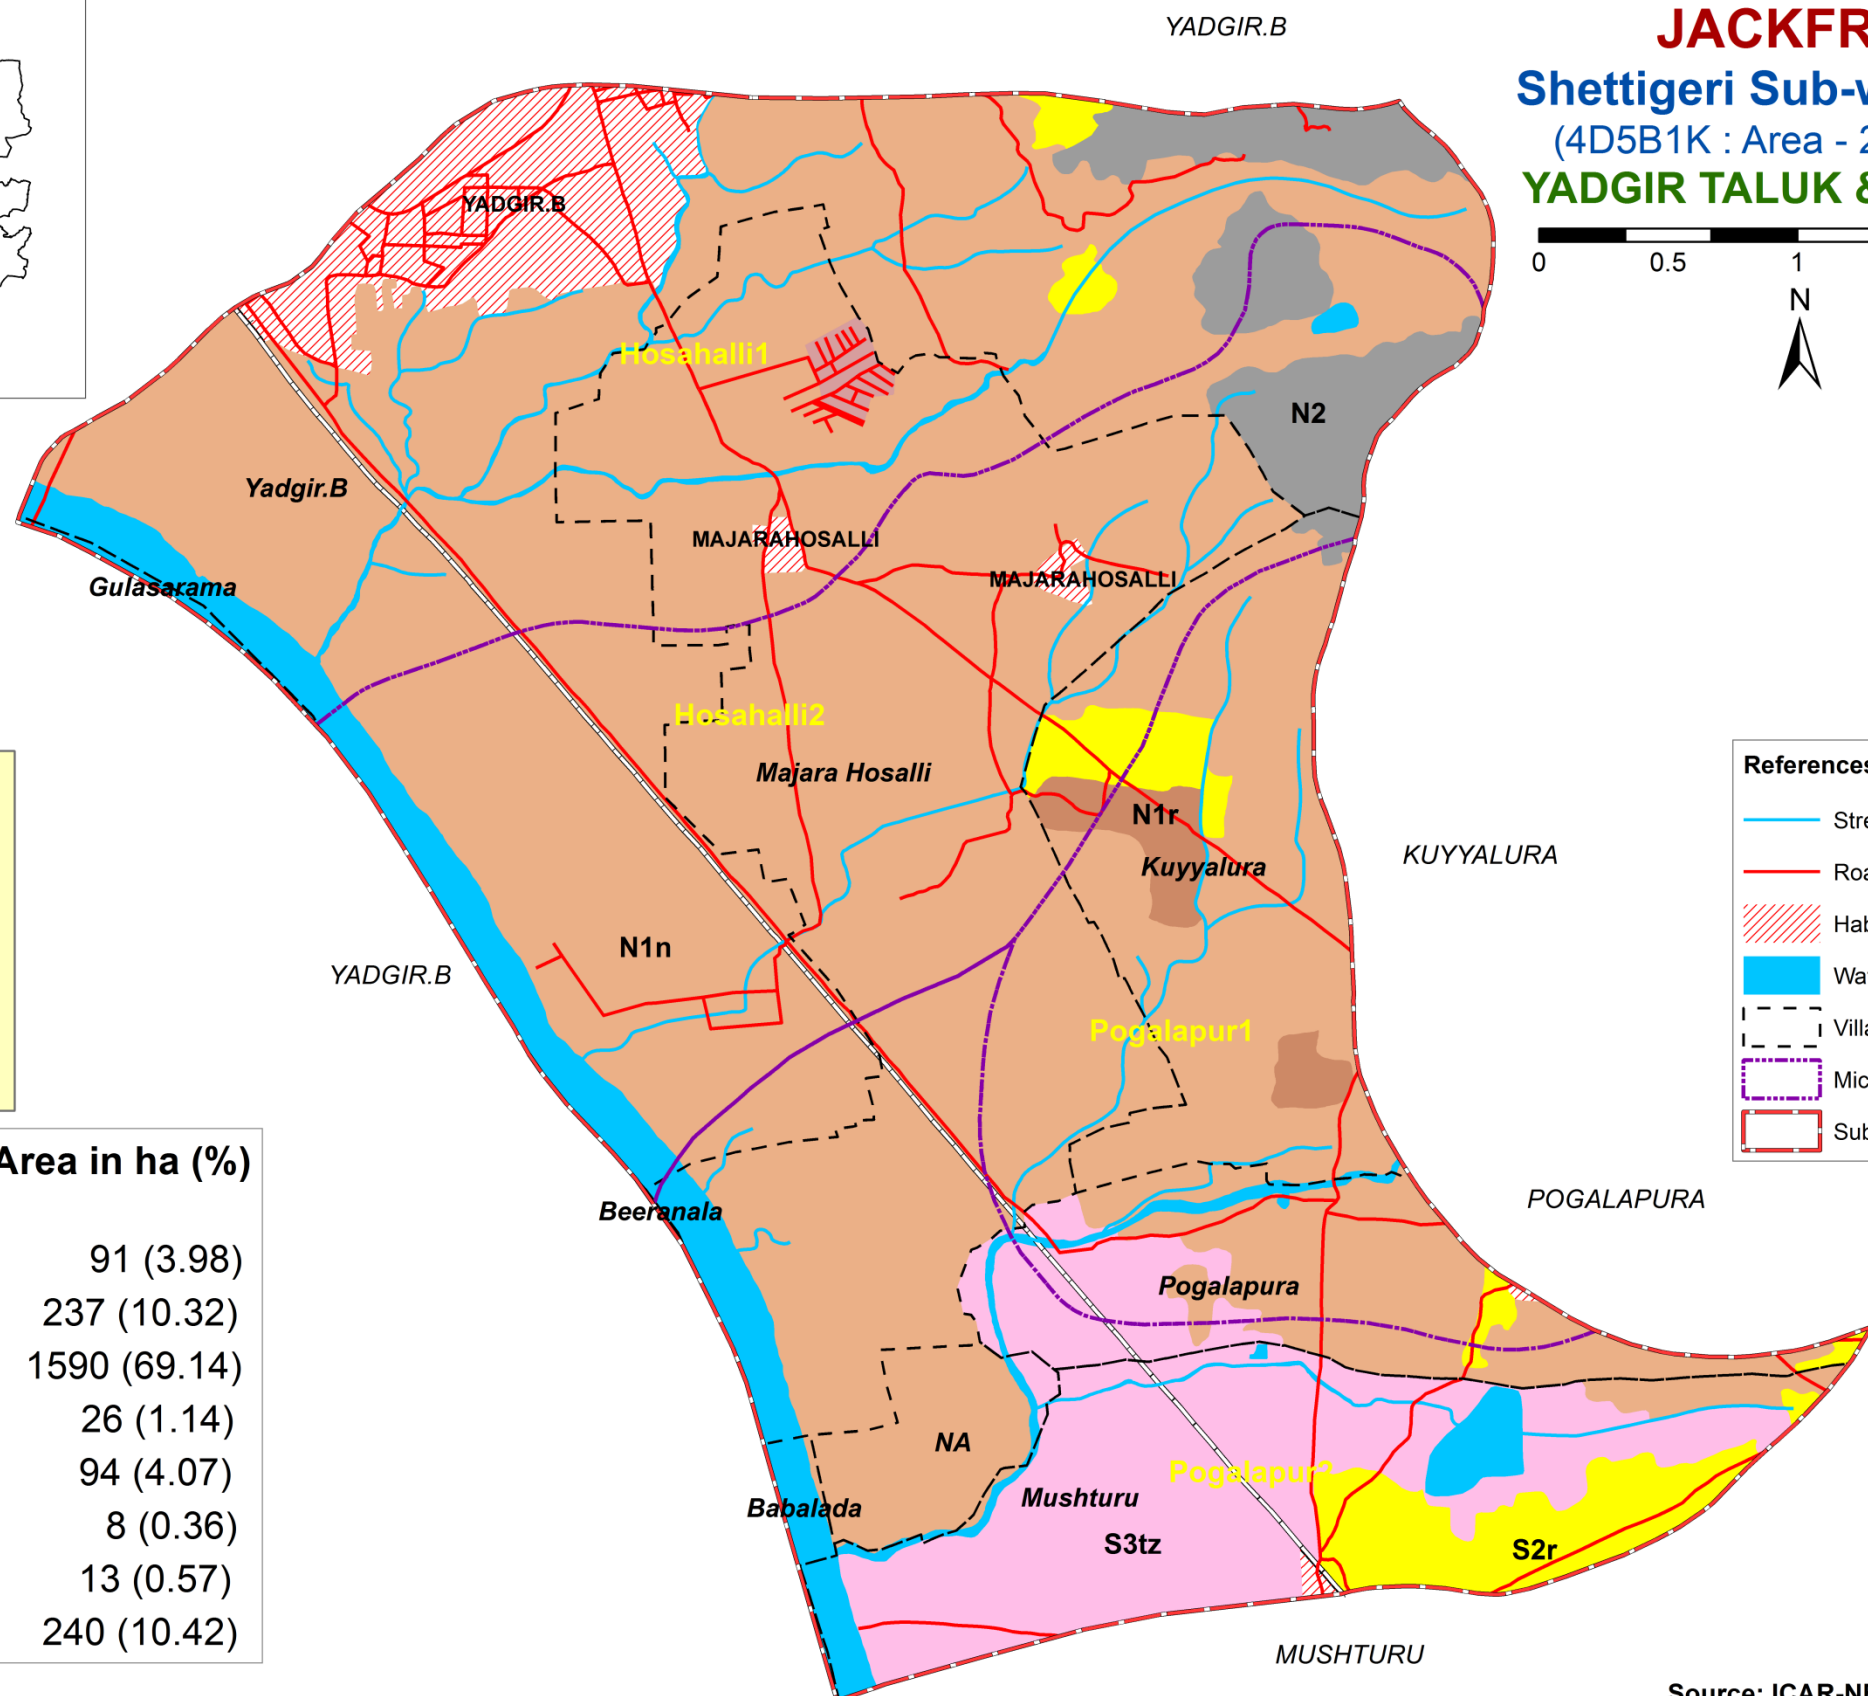 YADGIR.B
JACKFR
Shettigeri Sub-w
(4D5B1K : Area - 2
YADGIR TALUK &
0 0.5 1
N
YADGIR.B
Hosahalli1
N2
Yadgir.B
MAJARAHOSALLI
MAJARAHOSALLI
Gulasarama
Hosahalli2
Majara Hosalli
References
Stre
Roa
Hab
Wat
Villa
Mic
Sub
N1r
KUYYALURA
Kuyyalura
N1n
YADGIR.B
Pogalapur1
Area in ha (%)
91 (3.98)
237 (10.32)
1590 (69.14)
26 (1.14)
94 (4.07)
8 (0.36)
13 (0.57)
240 (10.42)
Beeranala
POGALAPURA
Pogalapura
NA
Pogalapur2
Mushturu
Babalada
S3tz
S2r
MUSHTURU
Source: ICAR-NB